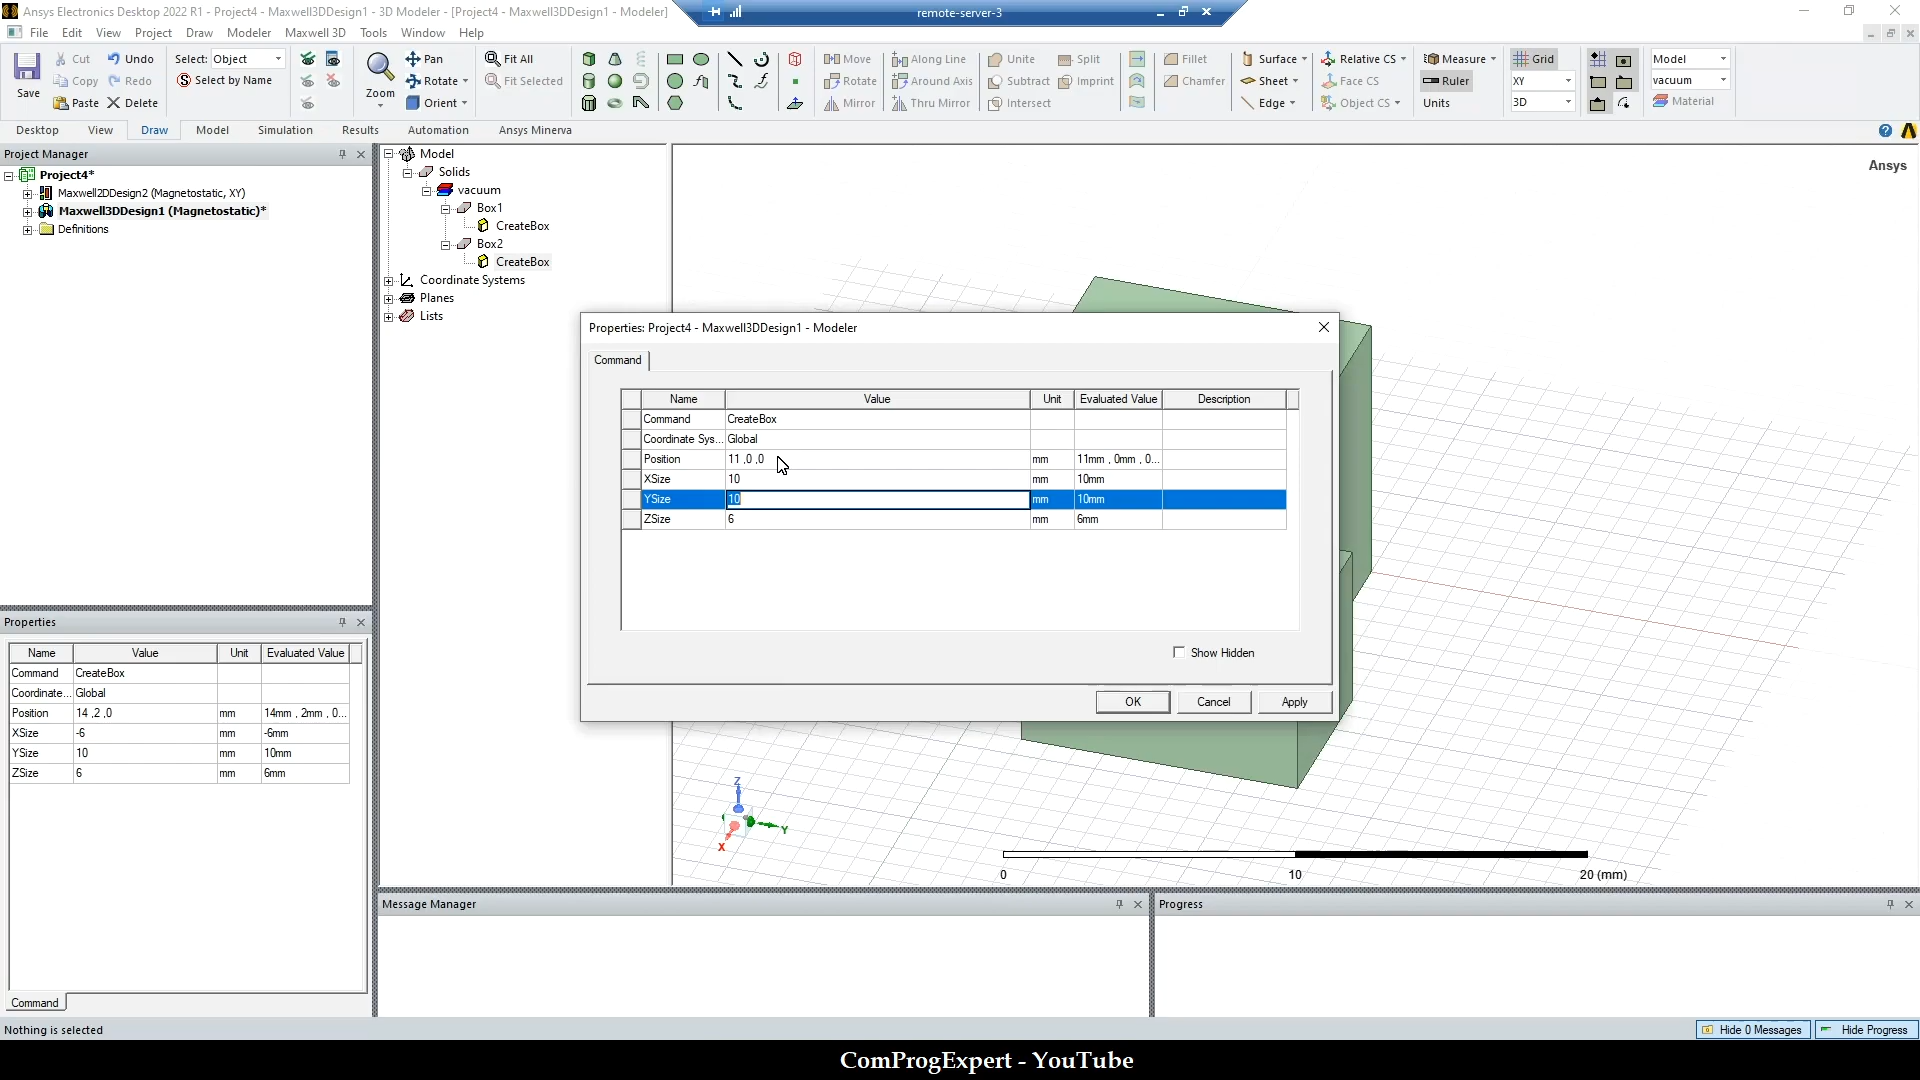 Ansys Electronics Desktop 2022 R1 - Project4 - Maxwell3DDesign1 - 3D Modeler - [Project4 - Maxwell3DDesign1 - Modeler]
remote-server-3
File Edit View Project Draw Modeler Maxwell 3D Tools Window Help
Save
Cut
Copy
Paste
Undo
Redo
Delete
Select: Object
Select by Name
Zoom
Pan
Rotate
Orient
Fit All
Fit Selected
Move
Rotate
Mirror
Along Line
Around Axis
Thru Mirror
Unite
Subtract
Intersect
Split
Imprint
Fillet
Chamfer
Surface
Sheet
Edge
Relative CS
Face CS
Object CS
Measure
Ruler
Units
Grid
XY
3D
Model
vacuum
Material
Desktop View Draw Model Simulation Results Automation Ansys Minerva
Project Manager
Project4*
Maxwell2DDesign2 (Magnetostatic, XY)
Maxwell3DDesign1 (Magnetostatic)*
Definitions
Model
Solids
vacuum
Box1
CreateBox
Box2
CreateBox
Coordinate Systems
Planes
Lists
Ansys
Properties: Project4 - Maxwell3DDesign1 - Modeler
Command
Name Value Unit Evaluated Value Description
Command CreateBox
Coordinate Sys... Global
Position 11 ,0 ,0 mm 11mm , 0mm , 0...
XSize 10 mm 10mm
YSize 10 mm 10mm
ZSize 6 mm 6mm
Show Hidden
OK Cancel Apply
Properties
Name Value Unit Evaluated Value
Command CreateBox
Coordinate... Global
Position 14 ,2 ,0 mm 14mm , 2mm , 0...
XSize -6 mm -6mm
YSize 10 mm 10mm
ZSize 6 mm 6mm
Command
Z
Y
X
0 10 20 (mm)
Message Manager
Progress
Nothing is selected
Hide 0 Messages
Hide Progress
ComProgExpert - YouTube